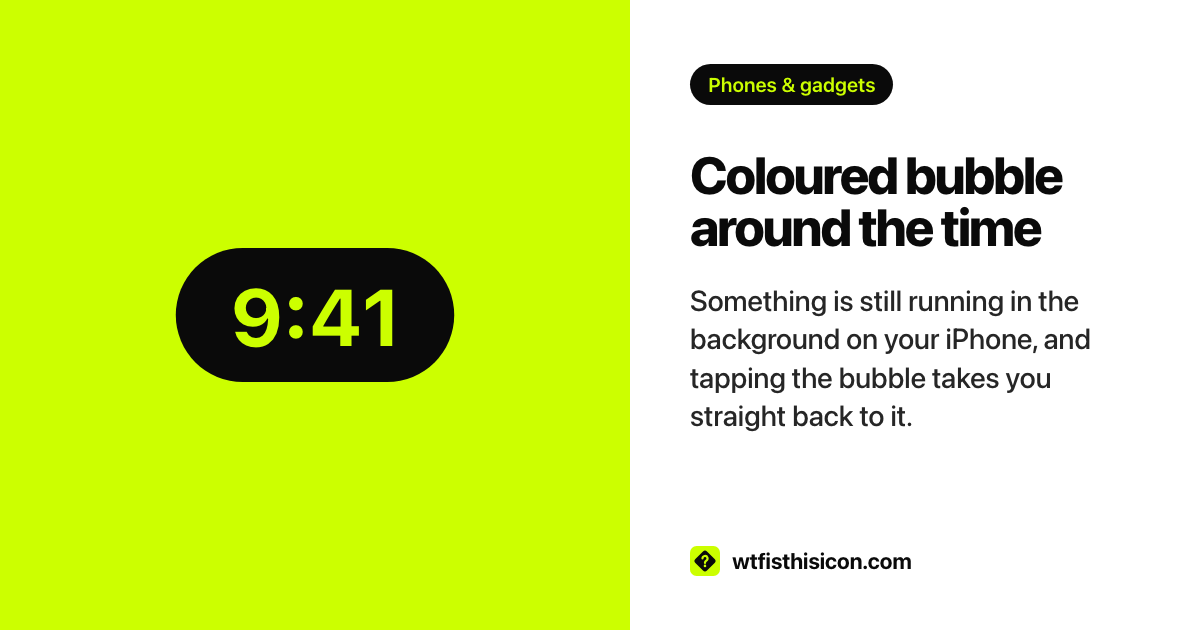 9:41
Phones & gadgets
Coloured bubble
around the time
Something is still running in the
background on your iPhone, and
tapping the bubble takes you
straight back to it.
?
wtfisthisicon.com